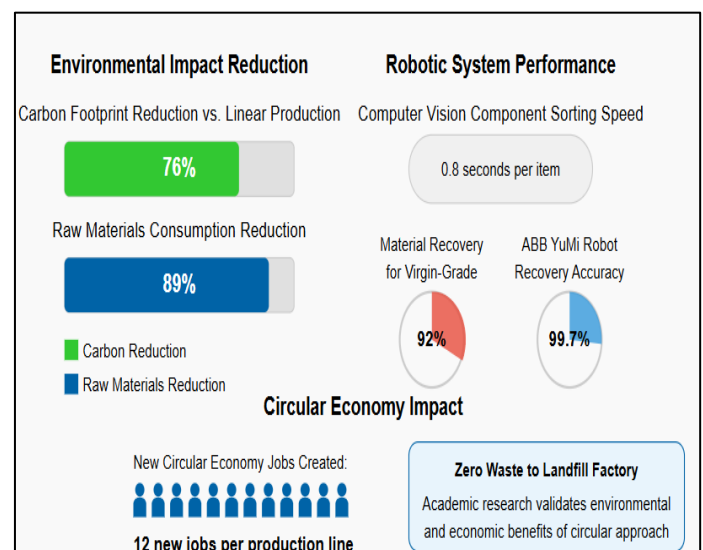 Environmental Impact Reduction
Carbon Footprint Reduction vs. Linear Production
76%
Raw Materials Consumption Reduction
89%
Carbon Reduction
Raw Materials Reduction
Robotic System Performance
Computer Vision Component Sorting Speed
0.8 seconds per item
Material Recovery
for Virgin-Grade
92%
ABB YuMi Robot
Recovery Accuracy
99.7%
Circular Economy Impact
New Circular Economy Jobs Created:
12 new jobs per production line
Zero Waste to Landfill Factory
Academic research validates environmental
and economic benefits of circular approach